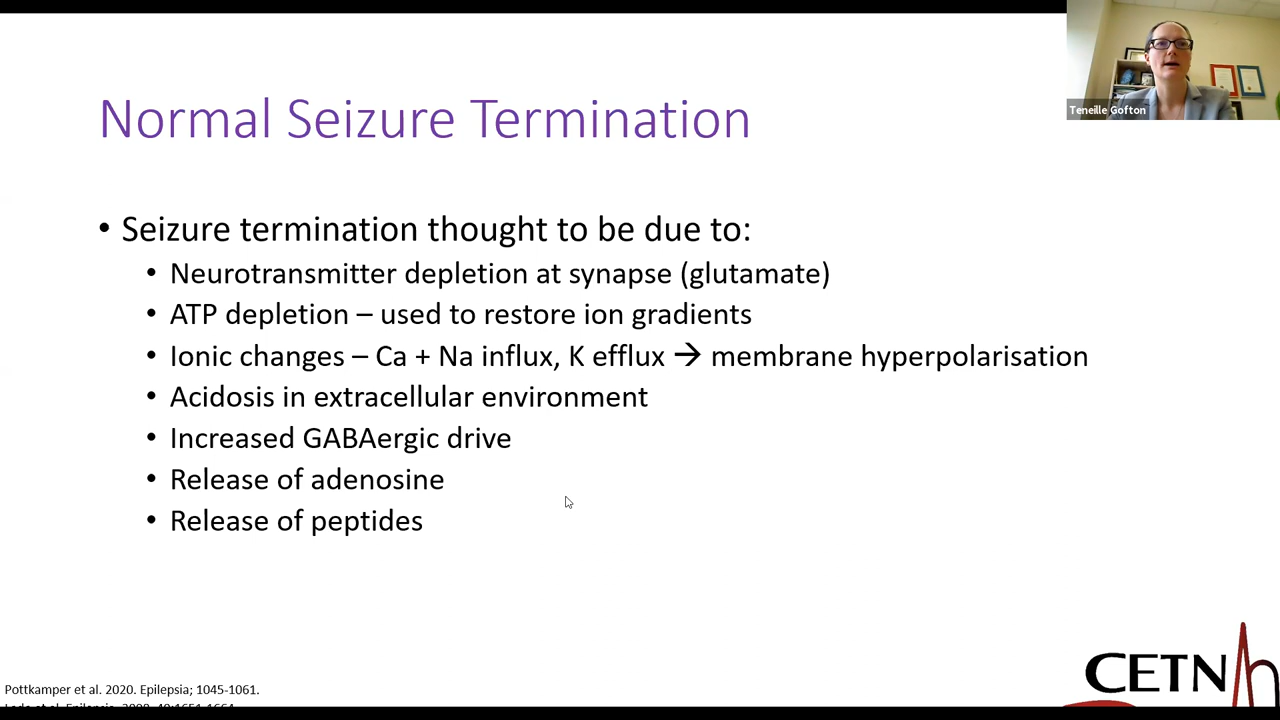 Teneille Gofton
Normal Seizure Termination
• Seizure termination thought to be due to:
• Neurotransmitter depletion at synapse (glutamate)
• ATP depletion – used to restore ion gradients
• Ionic changes – Ca + Na influx, K efflux → membrane hyperpolarisation
• Acidosis in extracellular environment
• Increased GABAergic drive
• Release of adenosine
• Release of peptides
Pottkamper et al. 2020. Epilepsia; 1045-1061.
CETN